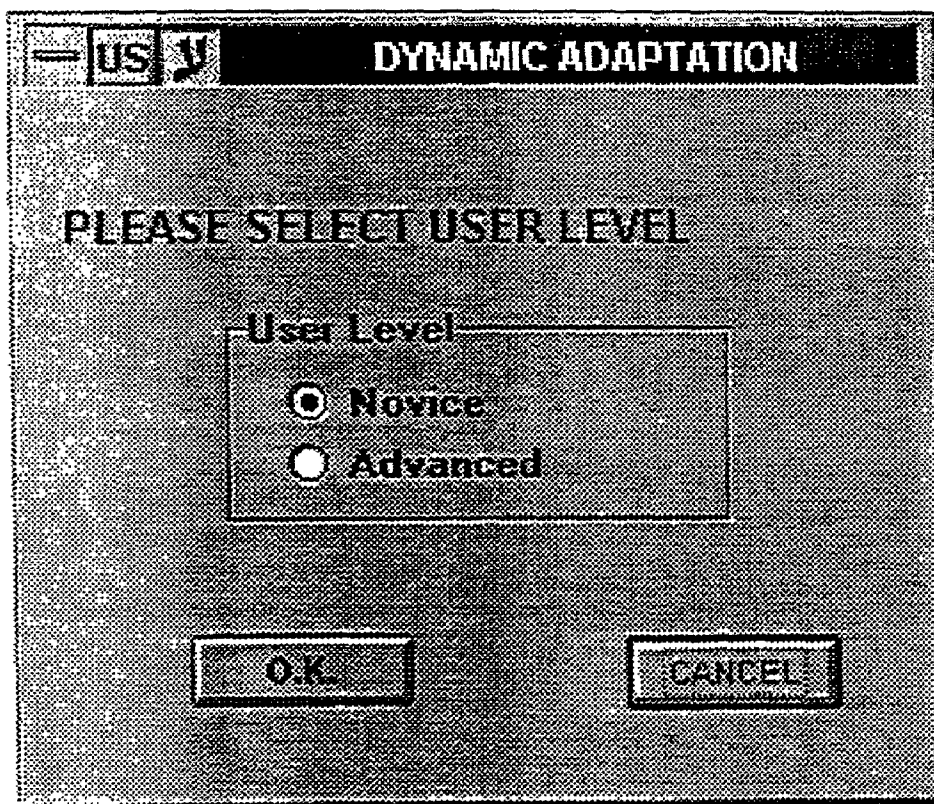 US ע DYNAMIC ADAPTATION
PLEASE SELECT USER LEVEL
User Level
Novice
Advanced
O.K. CANCEL